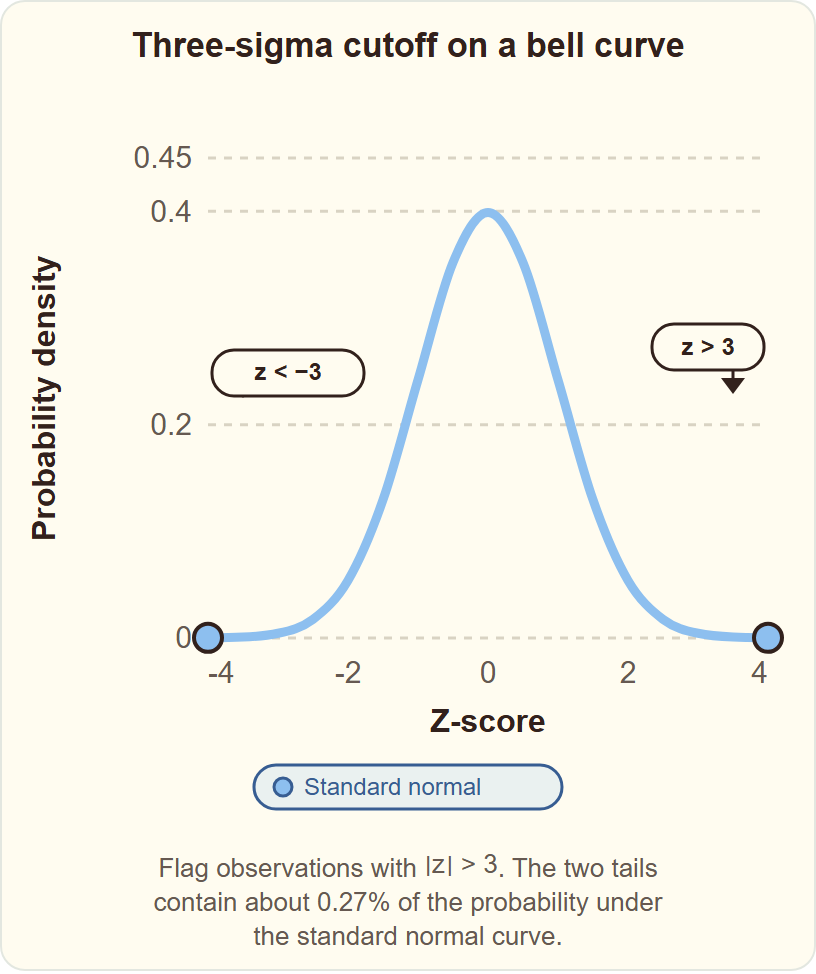 Three-sigma cutoff on a bell curve
0.45
0.4
0.2
0
Probability density
z < −3
z > 3
-4 -2 0 2 4
Z-score
Standard normal
Flag observations with |z| > 3. The two tails
contain about 0.27% of the probability under
the standard normal curve.